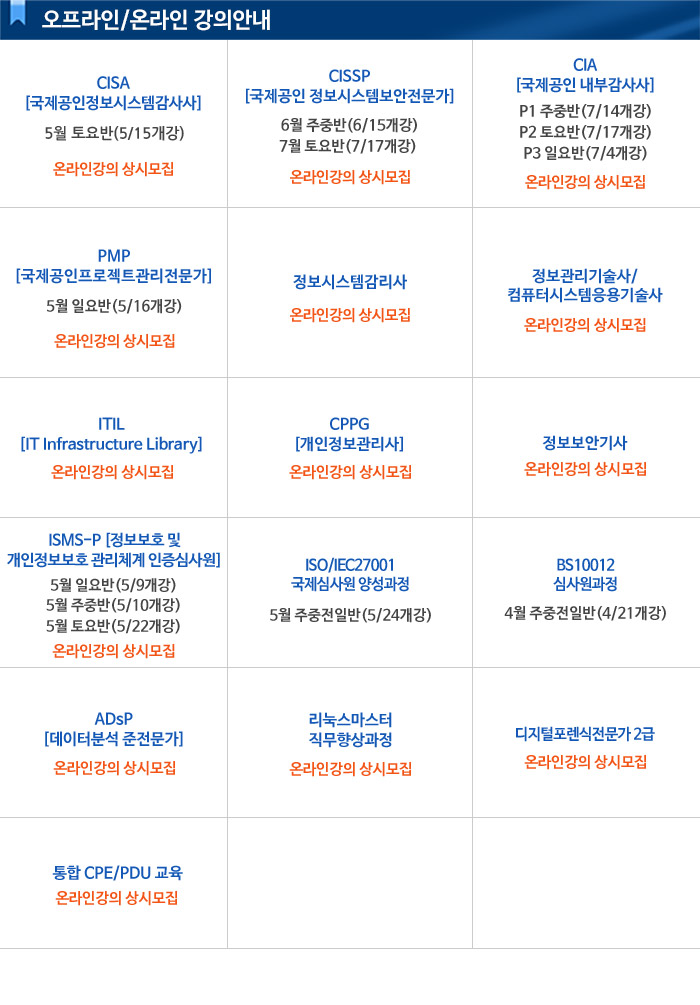 오프라인/온라인 강의안내
CISA
[국제공인정보시스템감사사]
5월 토요반(5/15개강)
온라인강의 상시모집
CISSP
[국제공인 정보시스템보안전문가]
6월 주중반(6/15개강)
7월 토요반(7/17개강)
온라인강의 상시모집
CIA
[국제공인 내부감사사]
P1 주중반(7/14개강)
P2 토요반(7/17개강)
P3 일요반(7/4개강)
온라인강의 상시모집
PMP
[국제공인프로젝트관리전문가]
5월 일요반(5/16개강)
온라인강의 상시모집
정보시스템감리사
온라인강의 상시모집
정보관리기술사/
컴퓨터시스템응용기술사
온라인강의 상시모집
ITIL
[IT Infrastructure Library]
온라인강의 상시모집
CPPG
[개인정보관리사]
온라인강의 상시모집
정보보안기사
온라인강의 상시모집
ISMS-P [정보보호 및
개인정보보호 관리체계 인증심사원]
5월 일요반(5/9개강)
5월 주중반(5/10개강)
5월 토요반(5/22개강)
온라인강의 상시모집
ISO/IEC27001
국제심사원 양성과정
5월 주중전일반(5/24개강)
BS10012
심사원과정
4월 주중전일반(4/21개강)
ADsP
[데이터분석 준전문가]
온라인강의 상시모집
리눅스마스터
직무향상과정
온라인강의 상시모집
디지털포렌식전문가 2급
온라인강의 상시모집
통합 CPE/PDU 교육
온라인강의 상시모집